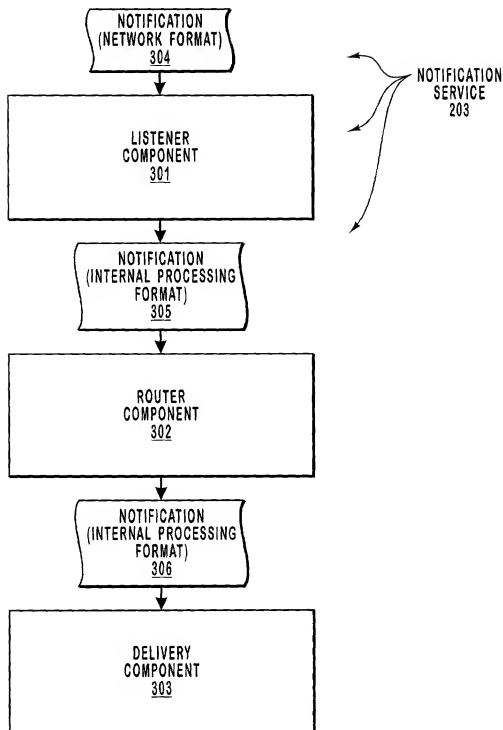 NOTIFICATION
(NETWORK FORMAT)
304
NOTIFICATION
SERVICE
203
LISTENER
COMPONENT
301
NOTIFICATION
(INTERNAL PROCESSING
FORMAT)
305
ROUTER
COMPONENT
302
NOTIFICATION
(INTERNAL PROCESSING
FORMAT)
306
DELIVERY
COMPONENT
303